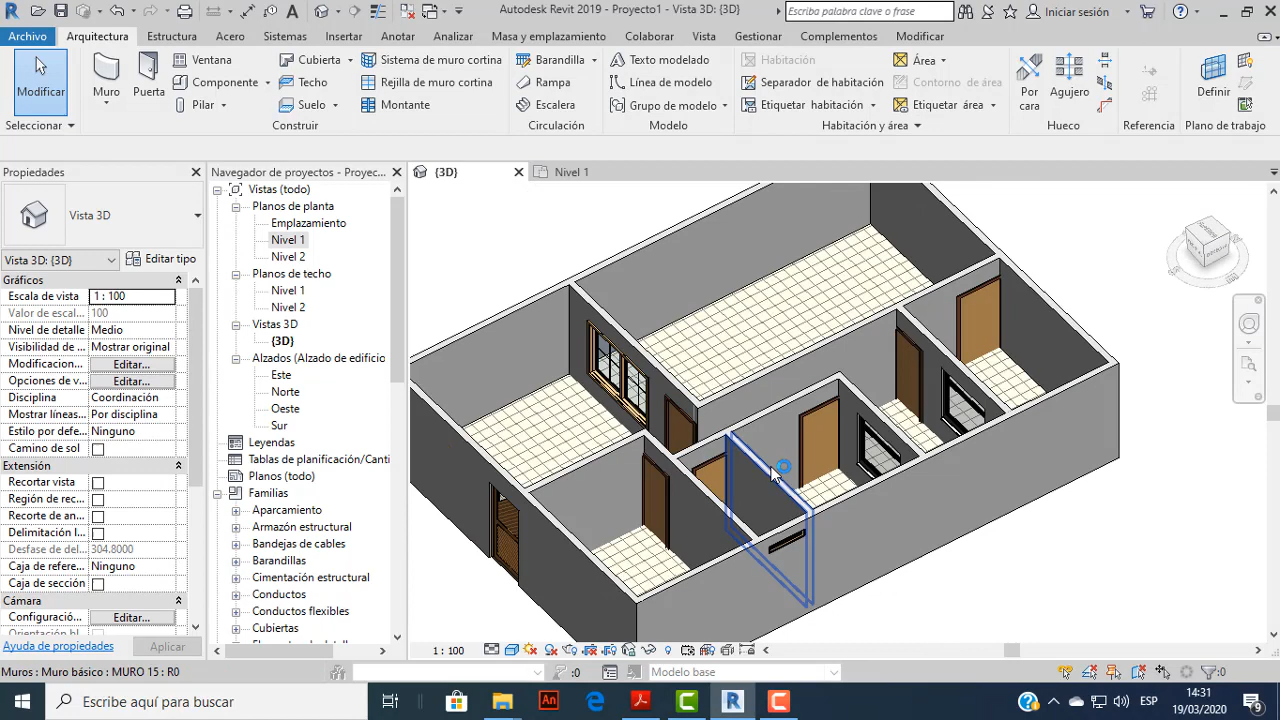 Autodesk Revit 2019 - Proyecto1 - Vista 3D: {3D}
Escriba palabra clave o frase
Iniciar sesión
Archivo
Arquitectura
Estructura
Acero
Sistemas
Insertar
Anotar
Analizar
Masa y emplazamiento
Colaborar
Vista
Gestionar
Complementos
Modificar
Modificar
Muro
Puerta
Ventana
Componente
Pilar
Cubierta
Techo
Suelo
Sistema de muro cortina
Rejilla de muro cortina
Montante
Barandilla
Rampa
Escalera
Texto modelado
Línea de modelo
Grupo de modelo
Habitación
Separador de habitación
Etiquetar habitación
Área
Contorno de área
Etiquetar área
Por cara
Agujero
Definir
Seleccionar
Construir
Circulación
Modelo
Habitación y área
Hueco
Referencia
Plano de trabajo
Propiedades
Vista 3D
Vista 3D: {3D}
Editar tipo
Gráficos
Escala de vista 1 : 100
Valor de escal... 100
Nivel de detalle Medio
Visibilidad de ... Mostrar original
Modificacion... Editar...
Opciones de v... Editar...
Disciplina Coordinación
Mostrar líneas... Por disciplina
Estilo por defe... Ninguno
Camino de sol
Extensión
Recortar vista
Región de rec...
Recorte de an...
Delimitación l...
Desfase de del... 304.8000
Caja de refere... Ninguno
Caja de sección
Cámara
Configuració... Editar...
Ayuda de propiedades
Aplicar
Navegador de proyectos - Proyec...
Vistas (todo)
Planos de planta
Emplazamiento
Nivel 1
Nivel 2
Planos de techo
Nivel 1
Nivel 2
Vistas 3D
{3D}
Alzados (Alzado de edificio
Este
Norte
Oeste
Sur
Leyendas
Tablas de planificación/Canti
Planos (todo)
Familias
Aparcamiento
Armazón estructural
Bandejas de cables
Barandillas
Cimentación estructural
Conductos
Conductos flexibles
Cubiertas
{3D}
Nivel 1
1 : 100
Muros : Muro básico : MURO 15 : R0
:0
Modelo base
:0
Escribe aquí para buscar
An
R
ESP
14:31
19/03/2020
9